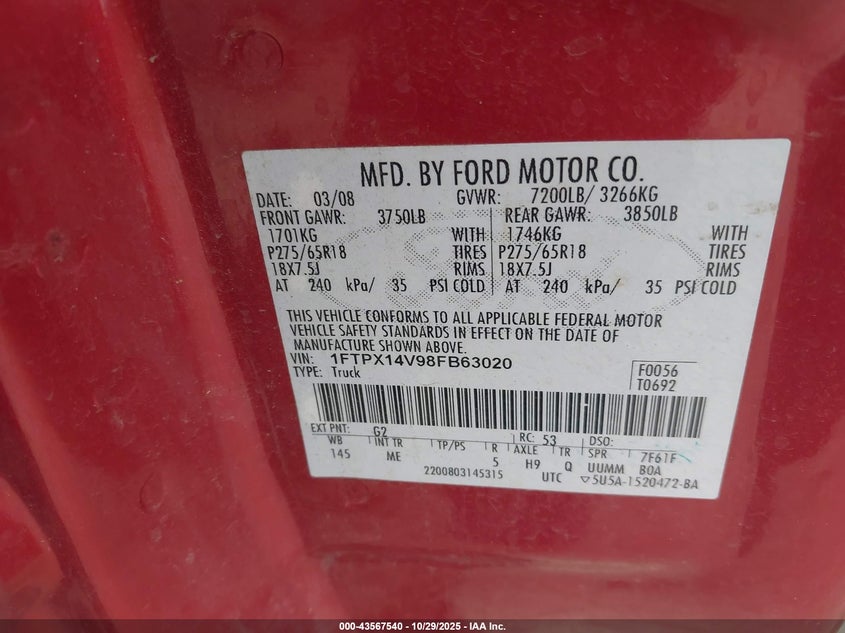 MFD. BY FORD MOTOR CO.
DATE: 03/08 GVWR: 7200LB/ 3266KG
FRONT GAWR: 3750LB REAR GAWR: 3850LB
1701KG WITH 1746KG WITH
P275/65R18 TIRES P275/65R18 TIRES
18X7.5J RIMS 18X7.5J RIMS
AT 240 kPa/ 35 PSI COLD AT 240 kPa/ 35 PSI COLD
THIS VEHICLE CONFORMS TO ALL APPLICABLE FEDERAL MOTOR
VEHICLE SAFETY STANDARDS IN EFFECT ON THE DATE OF
MANUFACTURE SHOWN ABOVE.
VIN: 1FTPX14V98FB63020
TYPE: Truck
F0056
T0692
EXT PNT: G2 RC: 53 DSO:
WB INT TR TP/PS R AXLE TR SPR 7F61F
145 ME 5 H9 Q UUMM B0A
2200803145315 UTC ▽5U5A-1520472-BA
000-43567540 - 10/29/2025 - IAA Inc.